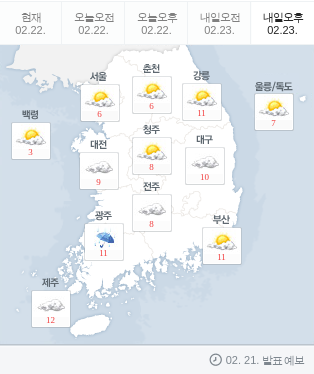 현재 오늘오전 오늘오후 내일오전 내일오후
02.22. 02.22. 02.22. 02.23. 02.23.
서울 춘천 강릉 울릉/독도
6 6 11 7
백령 청주 대구
3 대전 8 10
9 전주
8
광주 부산
11 11
제주
12
02. 21. 발표 예보